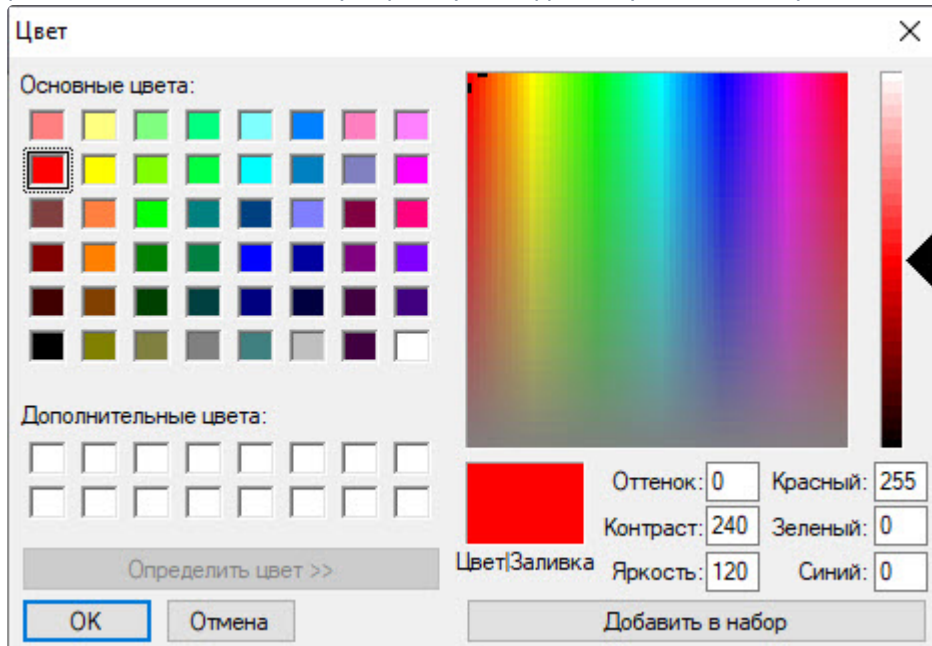 Цвет
Основные цвета:
Дополнительные цвета:
Определить цвет >>
OK
Отмена
Цвет|Заливка
Оттенок: 0
Контраст: 240
Яркость: 120
Красный: 255
Зеленый: 0
Синий: 0
Добавить в набор